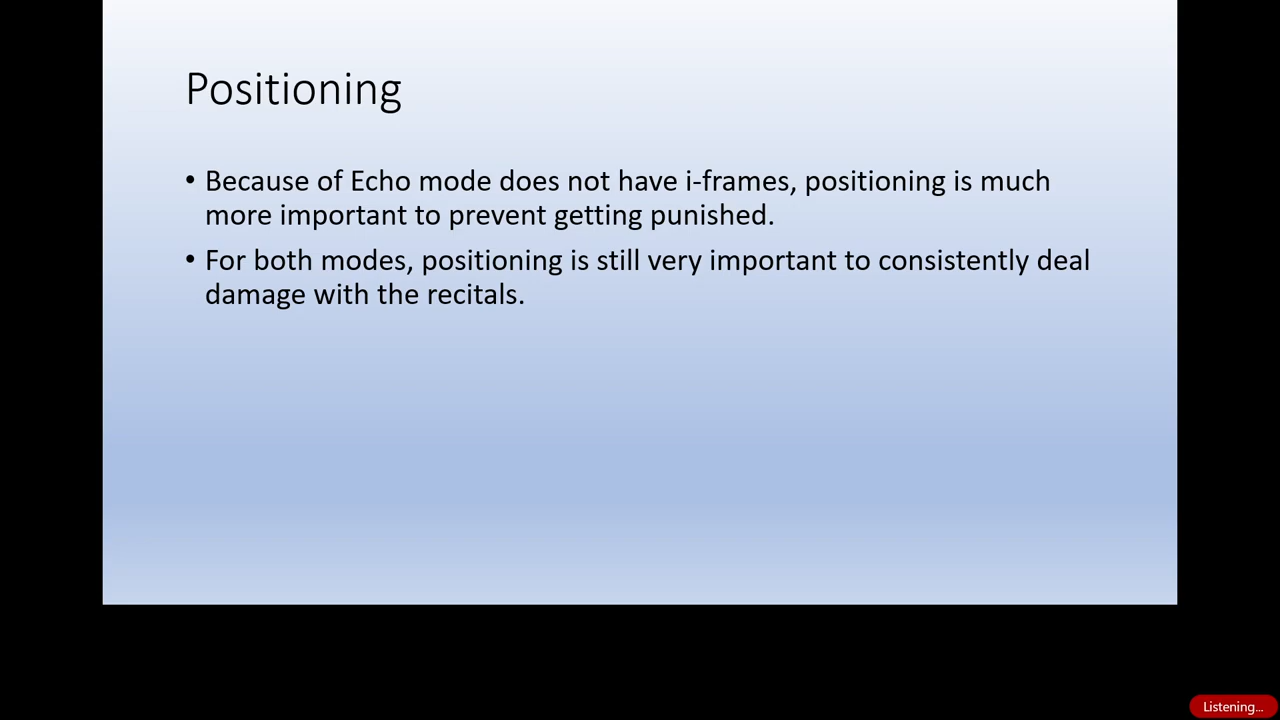 Positioning
• Because of Echo mode does not have i-frames, positioning is much
more important to prevent getting punished.
• For both modes, positioning is still very important to consistently deal
damage with the recitals.
Listening...